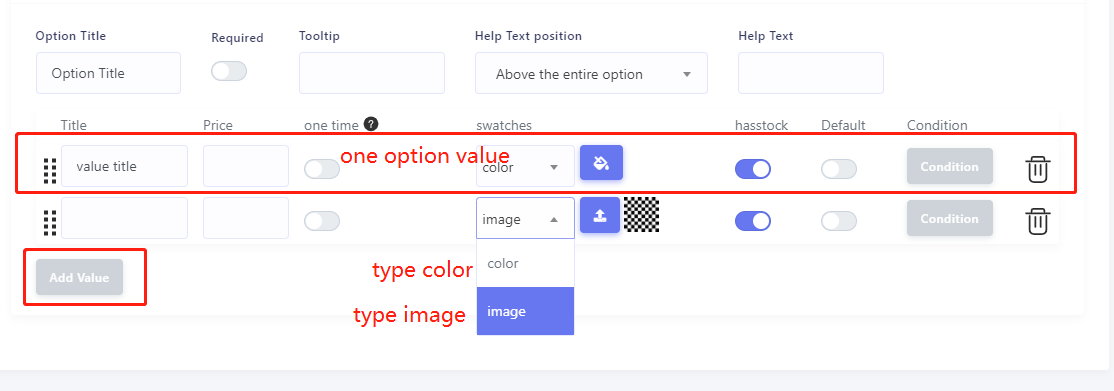 Option Title Required Tooltip Help Text position Help Text
Option Title Above the entire option
Title Price one time ? swatches hasstock Default Condition
value title one option value color Condition
image Condition
Add Value type color color
type image image